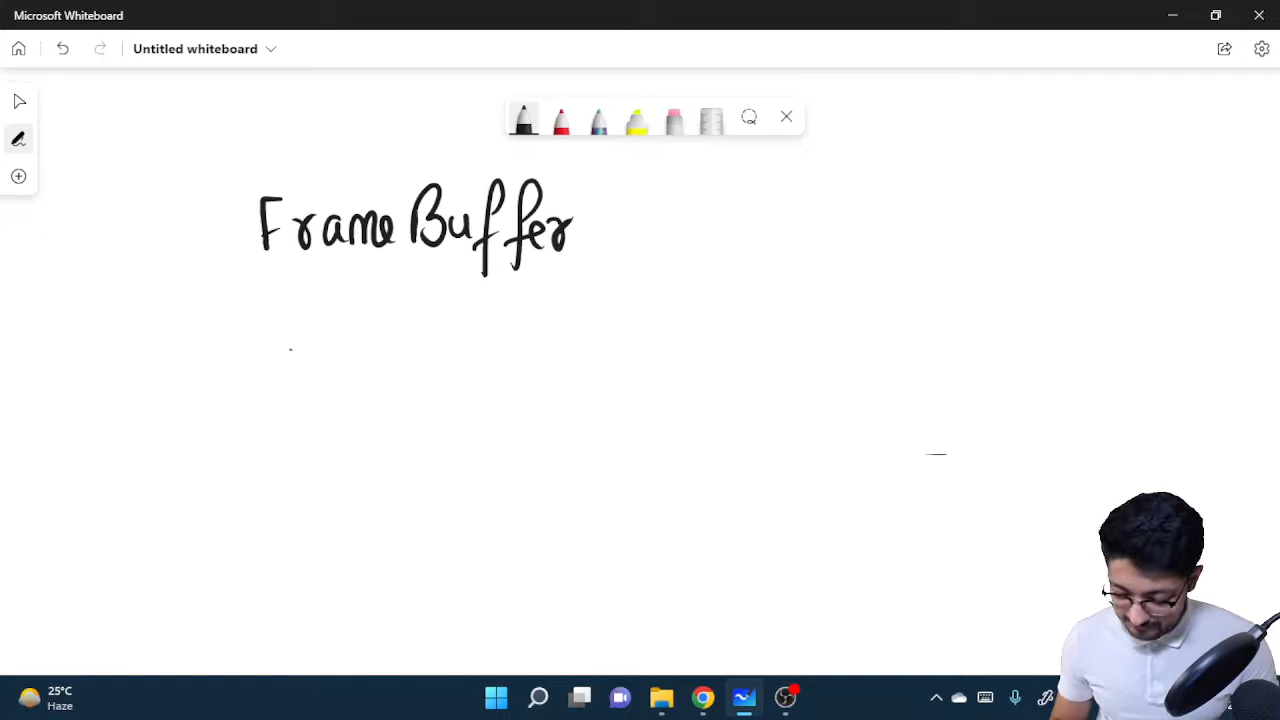 Microsoft Whiteboard
Untitled whiteboard
Frame Buffer
25°C
Haze